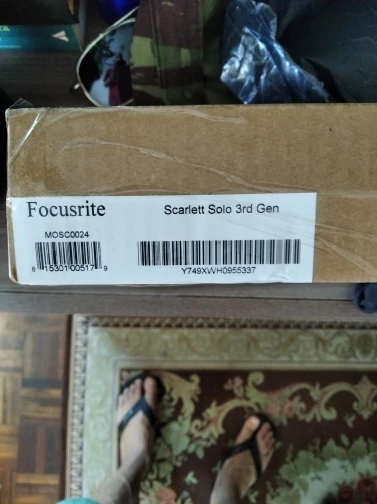 Focusrite
Scarlett Solo 3rd Gen
MOSC0024
8 15301 00517 9
Y749XWH0955337